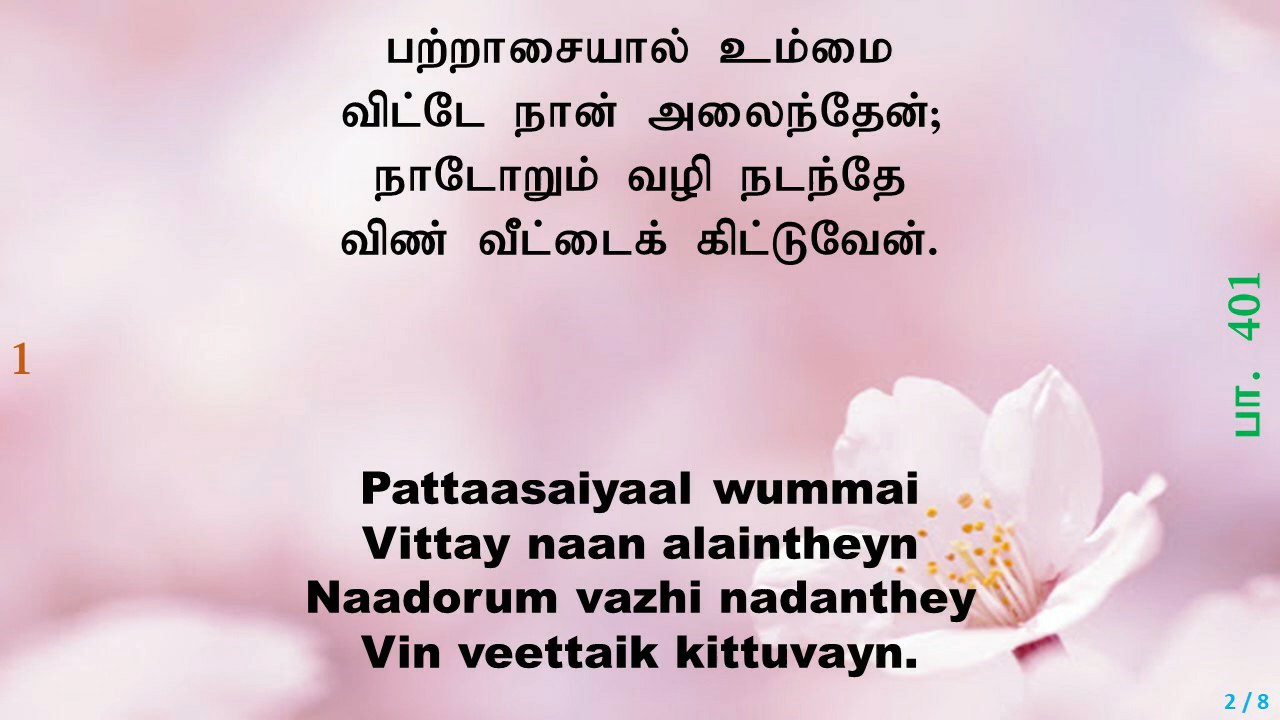 பற்றாசையால் உம்மை
விட்டே நான் அலைந்தேன்;
நாடோறும் வழி நடந்தே
விண் வீட்டைக் கிட்டுவேன்.
1
பா. 401
Pattaasaiyaal wummai
Vittay naan alaintheyn
Naadorum vazhi nadanthey
Vin veettaik kittuvayn.
2 / 8